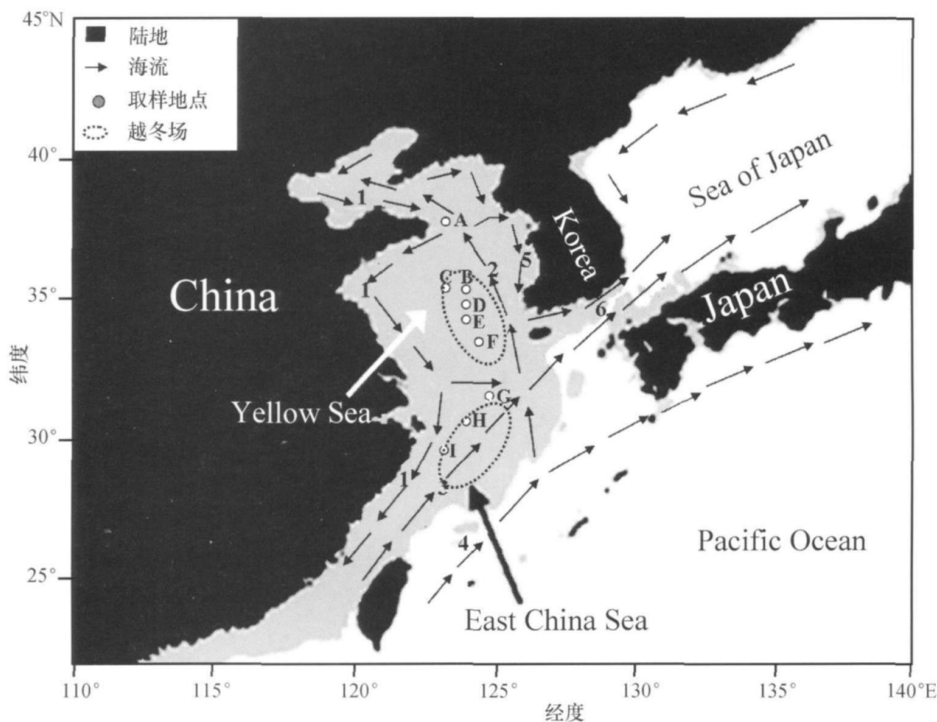 45°N
40°
35°
30°
25°
纬度
陆地
海流
取样地点
越冬场
China
Korea
Japan
Sea of Japan
Yellow Sea
East China Sea
Pacific Ocean
1
A
2
5
C B
D
E
F
1
6
G
H
I
1
4
110° 115° 120° 125° 130° 135° 140°E
经度